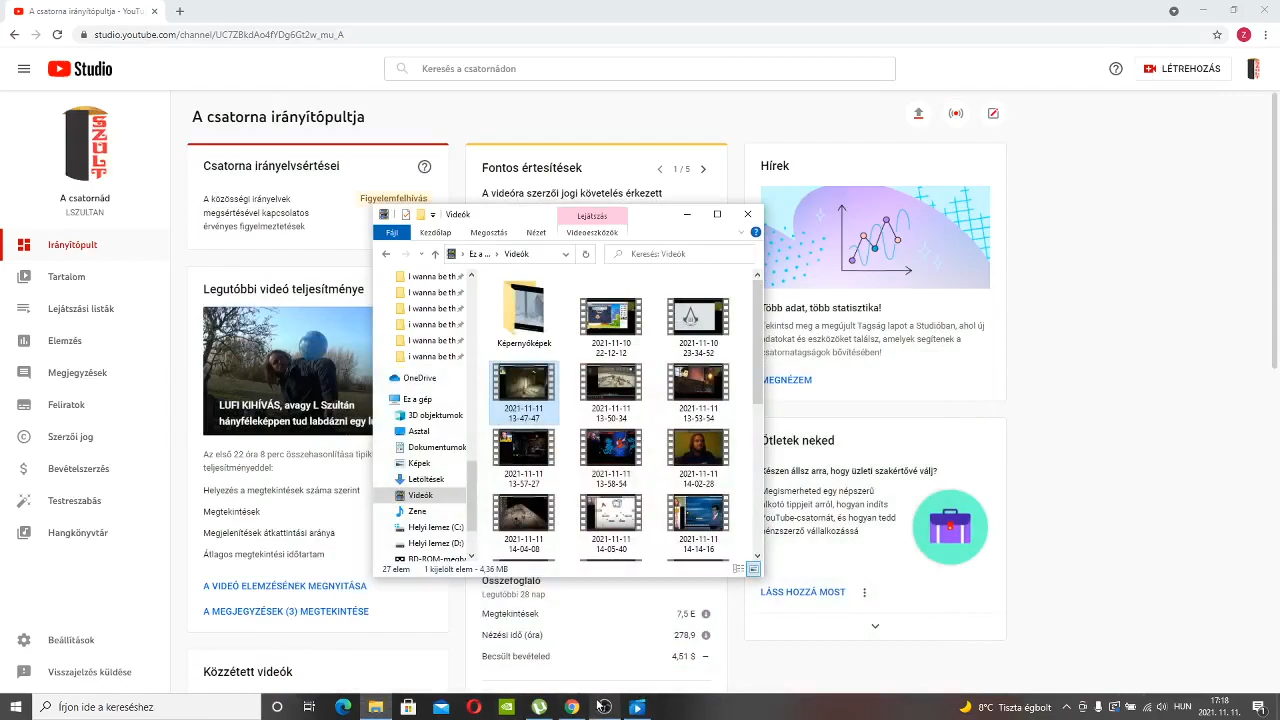 A csatorna irányítópultja - YouTu
studio.youtube.com/channel/UC7ZBkdAo4fYDg6Gt2w_mu_A
Z
Studio
Keresés a csatornádon
LÉTREHOZÁS
SZULT
A csatornád
LSZULTAN
Irányítópult
Tartalom
Lejátszási listák
Elemzés
Megjegyzések
Feliratok
Szerzői jog
Bevételszerzés
Testreszabás
Hangkönyvtár
Beállítások
Visszajelzés küldése
A csatorna irányítópultja
Csatorna irányelvsértései
A közösségi irányelvek
megsértésével kapcsolatos
érvényes figyelmeztetések
Figyelemfelhívás
Legutóbbi videó teljesítménye
LUFI KIHÍVÁS, avagy L Szultán
hányféleképpen tud labdázni egy
Az első 22 óra 8 perc összehasonlítása
teljesítményeddel:
Helyezés a megtekintések száma szerint
Megtekintések
Megjelenítések átkattintási aránya
Átlagos megtekintési időtartam
A VIDEÓ ELEMZÉSÉNEK MEGNYITÁSA
A MEGJEGYZÉSEK (3) MEGTEKINTÉSE
Közzétett videók
Fontos értesítések
1 / 5
A videóra szerzői jogi követelés érkezett
Videók
Lejátszás
Fájl
Kezdőlap
Megosztás
Nézet
Videoeszközök
Ez a ...
Videók
Keresés: Videók
I wanna be th
I wanna be th
I wanna be th
I wanna be th
I wanna be th
I wanna be th
OneDrive
Ez a gép
3D objektumok
Asztal
Dokumentumok
Képek
Letöltések
Videók
Zene
Helyi lemez (C:)
Helyi lemez (D:)
BD-ROM-meg
Képernyőképek
2021-11-10
22-12-12
2021-11-10
23-34-52
2021-11-11
13-47-47
2021-11-11
13-50-34
2021-11-11
13-53-54
2021-11-11
13-57-27
2021-11-11
13-58-54
2021-11-11
14-02-28
2021-11-11
14-04-08
2021-11-11
14-05-40
2021-11-11
14-14-16
27 elem
1 kijelölt elem - 4,36 MB
Összefoglaló
Legutóbbi 28 nap
Megtekintések
7,5 E
Nézési idő (óra)
278,9
Becsült bevételed
4,51 $ —
Hírek
Több adat, több statisztika!
Tekintsd meg a megújult Tagság lapot a Stúdióban, ahol új
adatokat és eszközöket találsz, amelyek segítenek a
csatornatagságok bővítésében!
MEGNÉZEM
Ötletek neked
Készen állsz arra, hogy üzleti szakértővé válj?
Megismerheted egy népszerű
alkotó tippjeit arról, hogyan indíts
YouTube-csatornát, és hogyan tedd
pénzszerző vállalkozássá
LÁSS HOZZÁ MOST
Írjon ide a kereséshez
8°C Tiszta égbolt
HUN
17:18
2021. 11. 11.